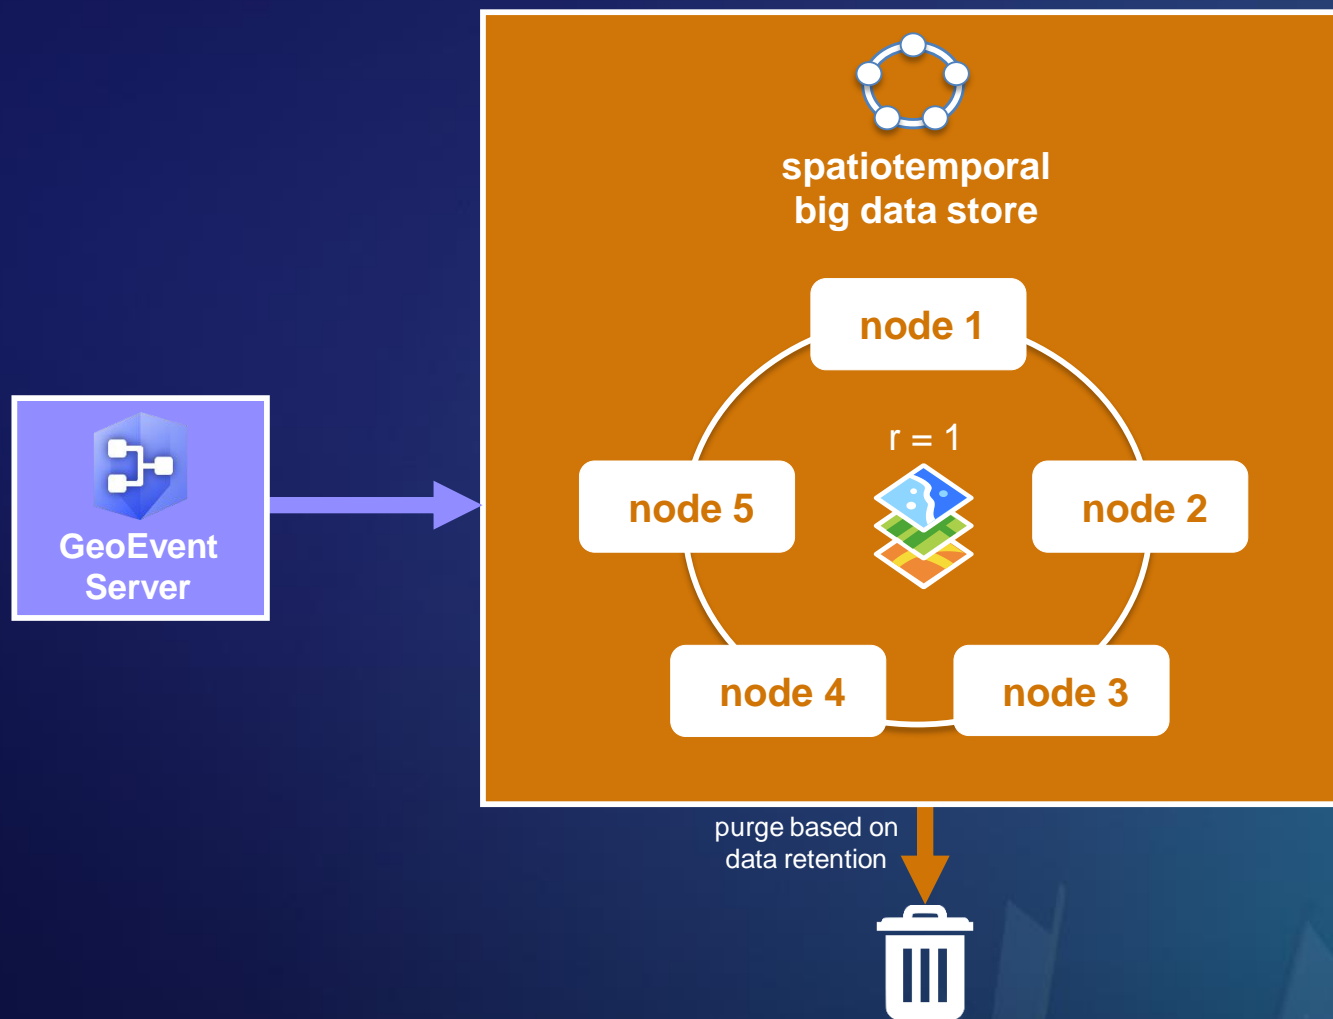 spatiotemporal
big data store
node 1
r = 1
node 5
node 2
GeoEvent
Server
node 4
node 3
purge based on
data retention